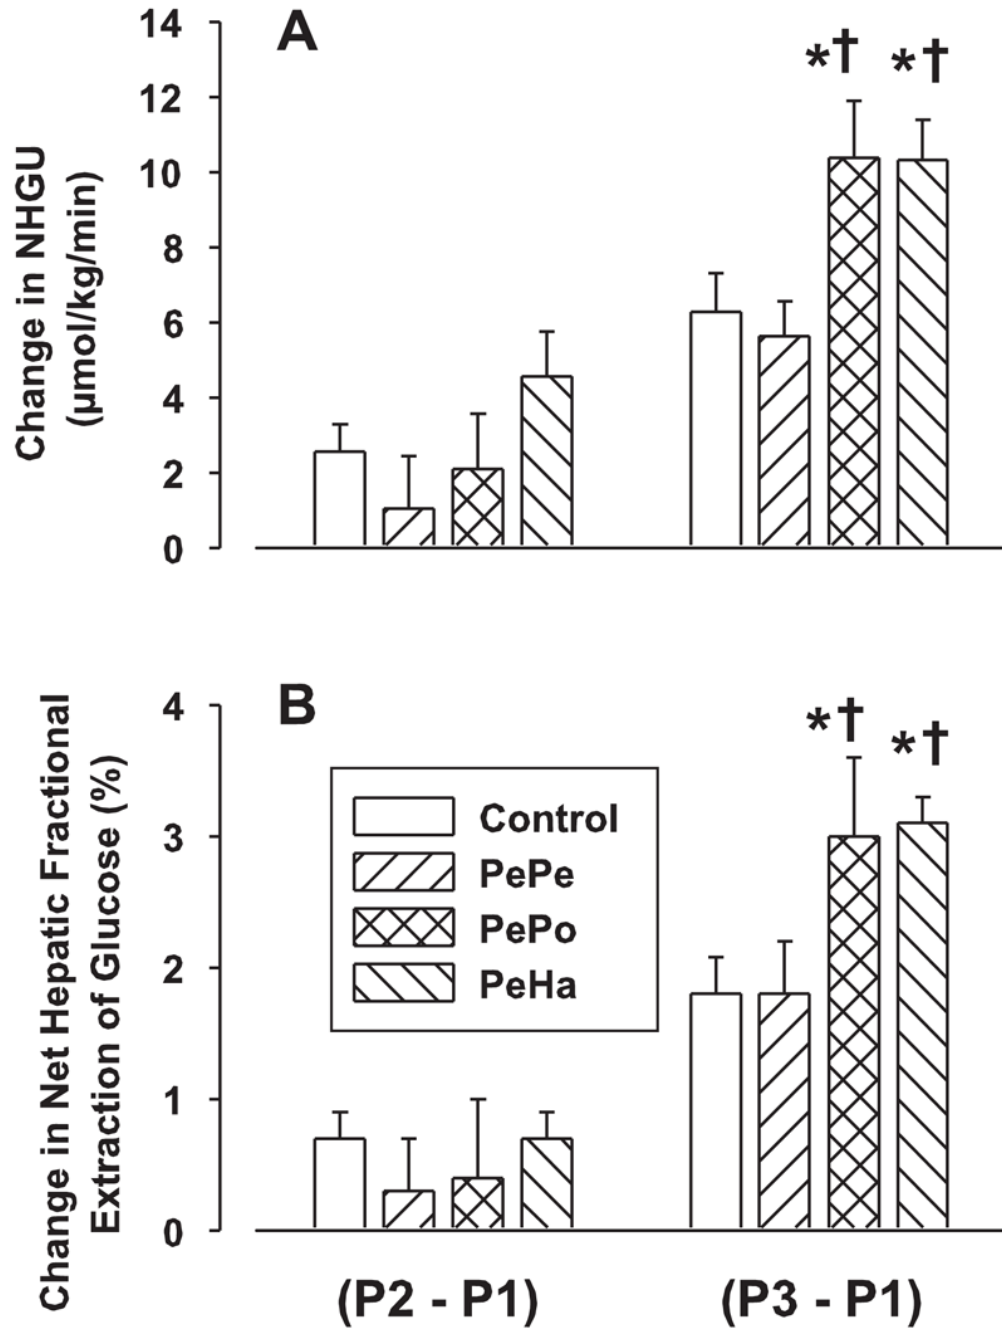 A
14
12
10
8
6
4
2
0
Change in NHGU
(µmol/kg/min)
*† *†
B
4
3
2
1
0
Change in Net Hepatic Fractional
Extraction of Glucose (%)
*† *†
Control
PePe
PePo
PeHa
(P2 - P1) (P3 - P1)